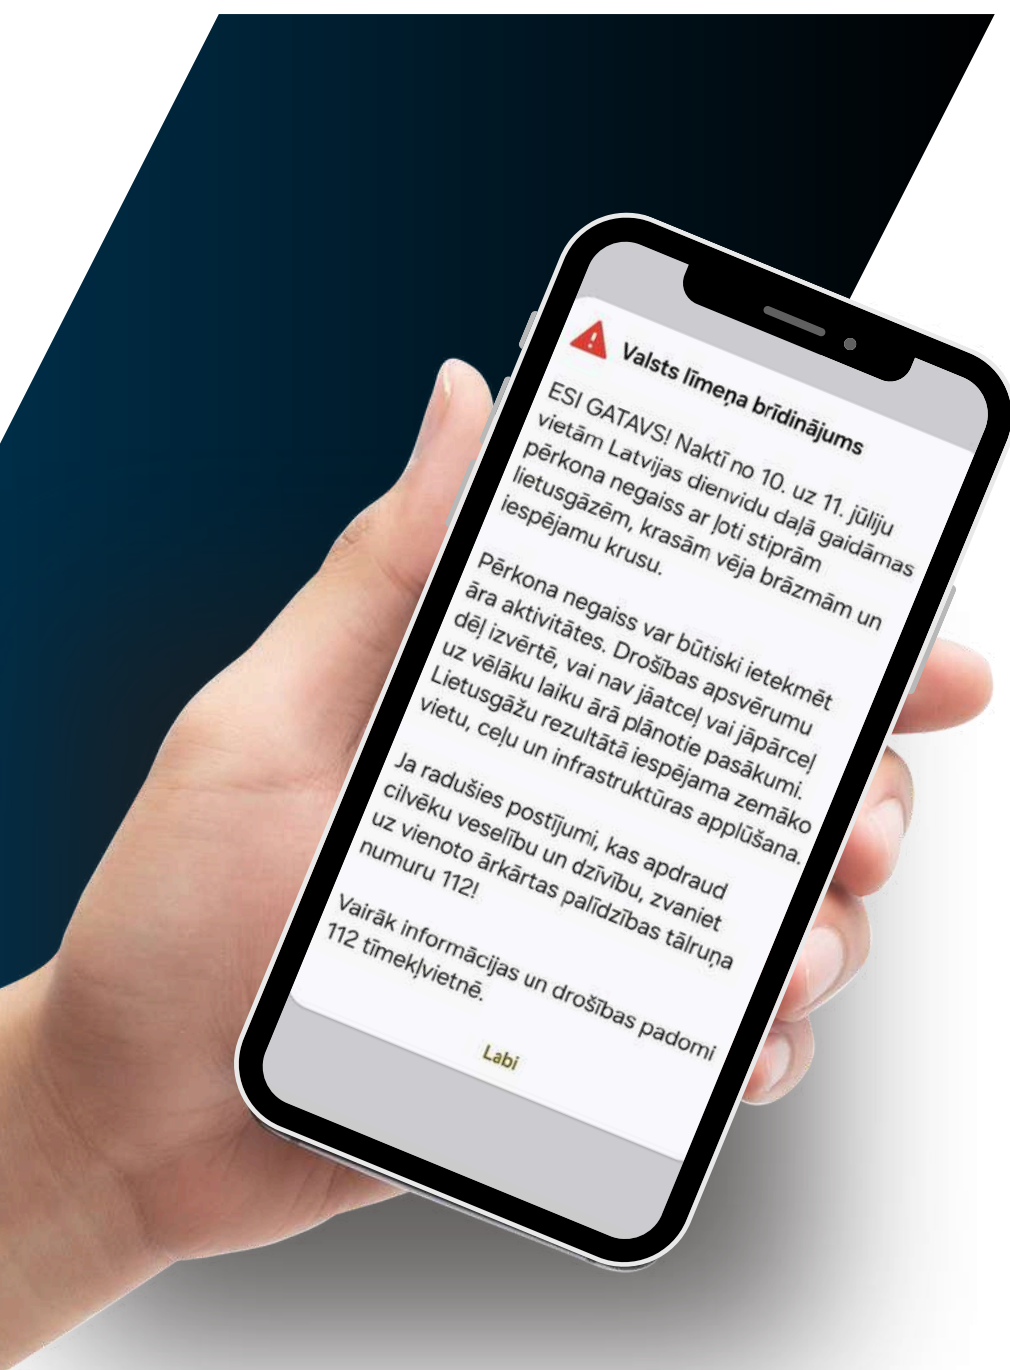 Valsts līmeņa brīdinājums
ESI GATAVS! Naktī no 10. uz 11. jūliju
vietām Latvijas dienvidu daļā gaidāmas
pērkona negaiss ar ļoti stiprām
lietusgāzēm, krasām vēja brāzmām un
iespējamu krusu.
Pērkona negaiss var būtiski ietekmēt
āra aktivitātes. Drošības apsvērumu
dēļ izvērtē, vai nav jāatceļ vai jāpārceļ
uz vēlāku laiku ārā plānotie pasākumi.
Lietusgāžu rezultātā iespējama zemāko
vietu, ceļu un infrastruktūras applūšana.
Ja radušies postījumi, kas apdraud
cilvēku veselību un dzīvību, zvaniet
uz vienoto ārkārtas palīdzības tālruņa
numuru 112!
Vairāk informācijas un drošības padomi
112 tīmekļvietnē.
Labi